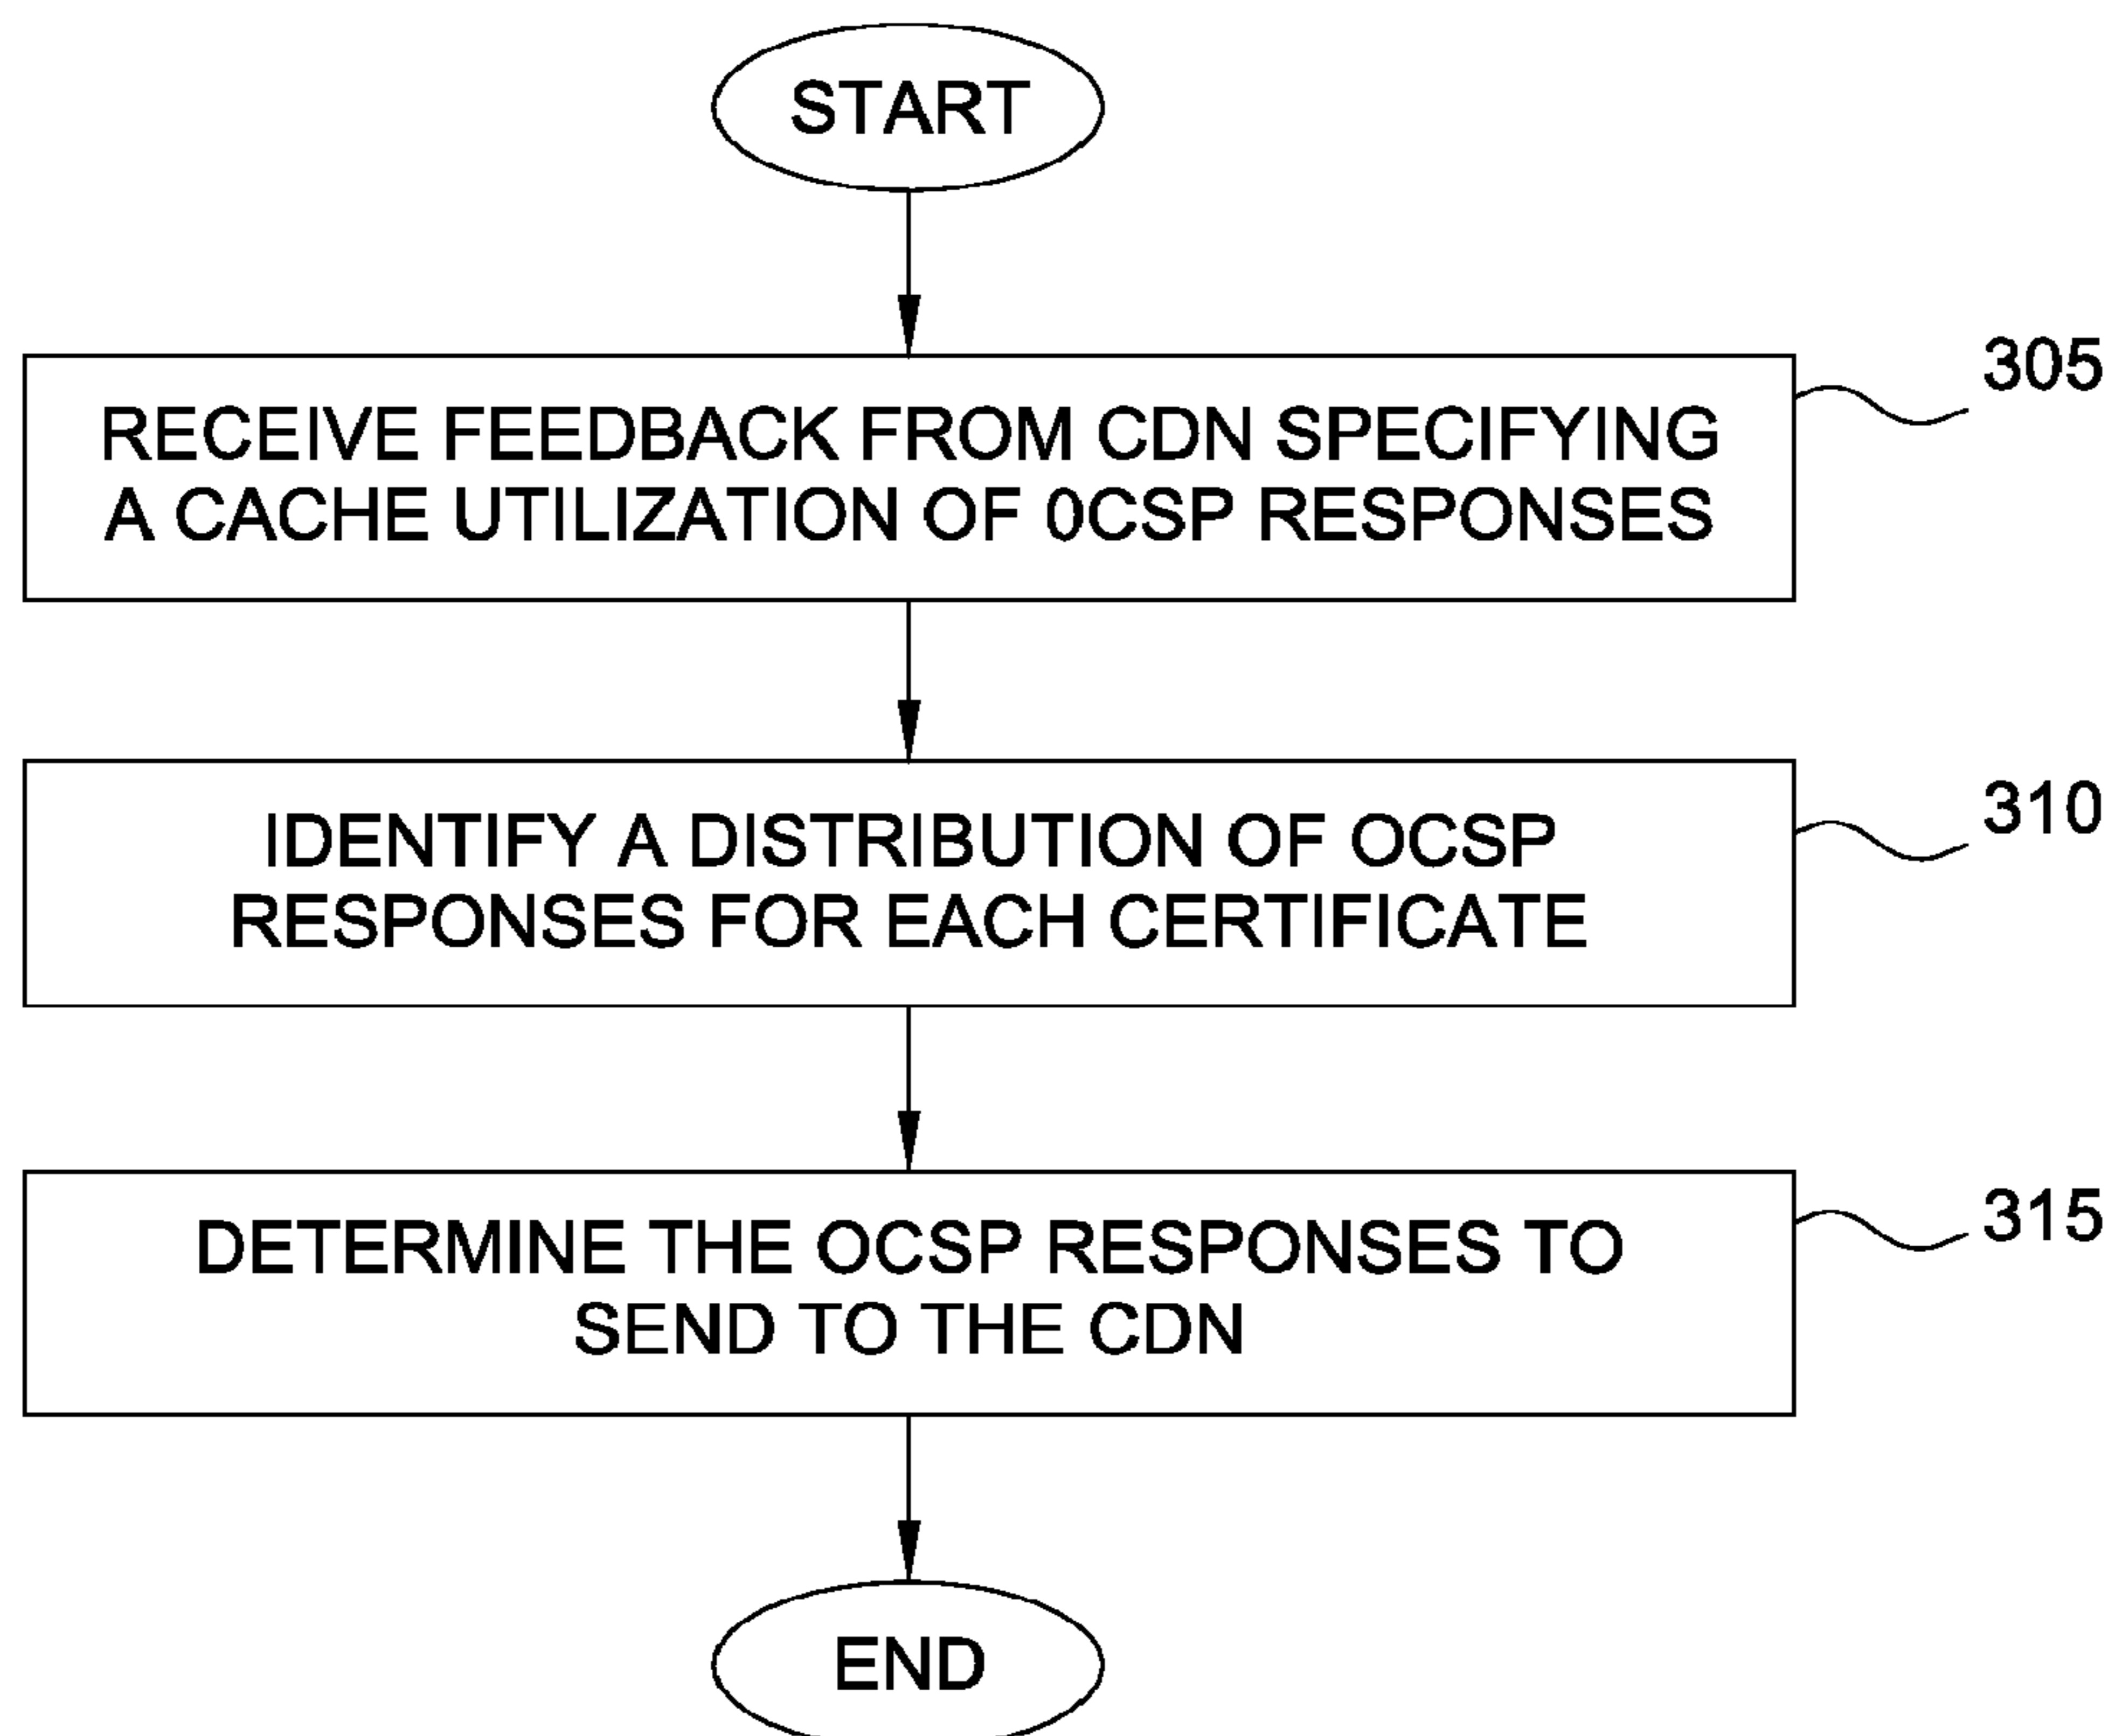 START
305
RECEIVE FEEDBACK FROM CDN SPECIFYING
A CACHE UTILIZATION OF 0CSP RESPONSES
310
IDENTIFY A DISTRIBUTION OF OCSP
RESPONSES FOR EACH CERTIFICATE
315
DETERMINE THE OCSP RESPONSES TO
SEND TO THE CDN
END